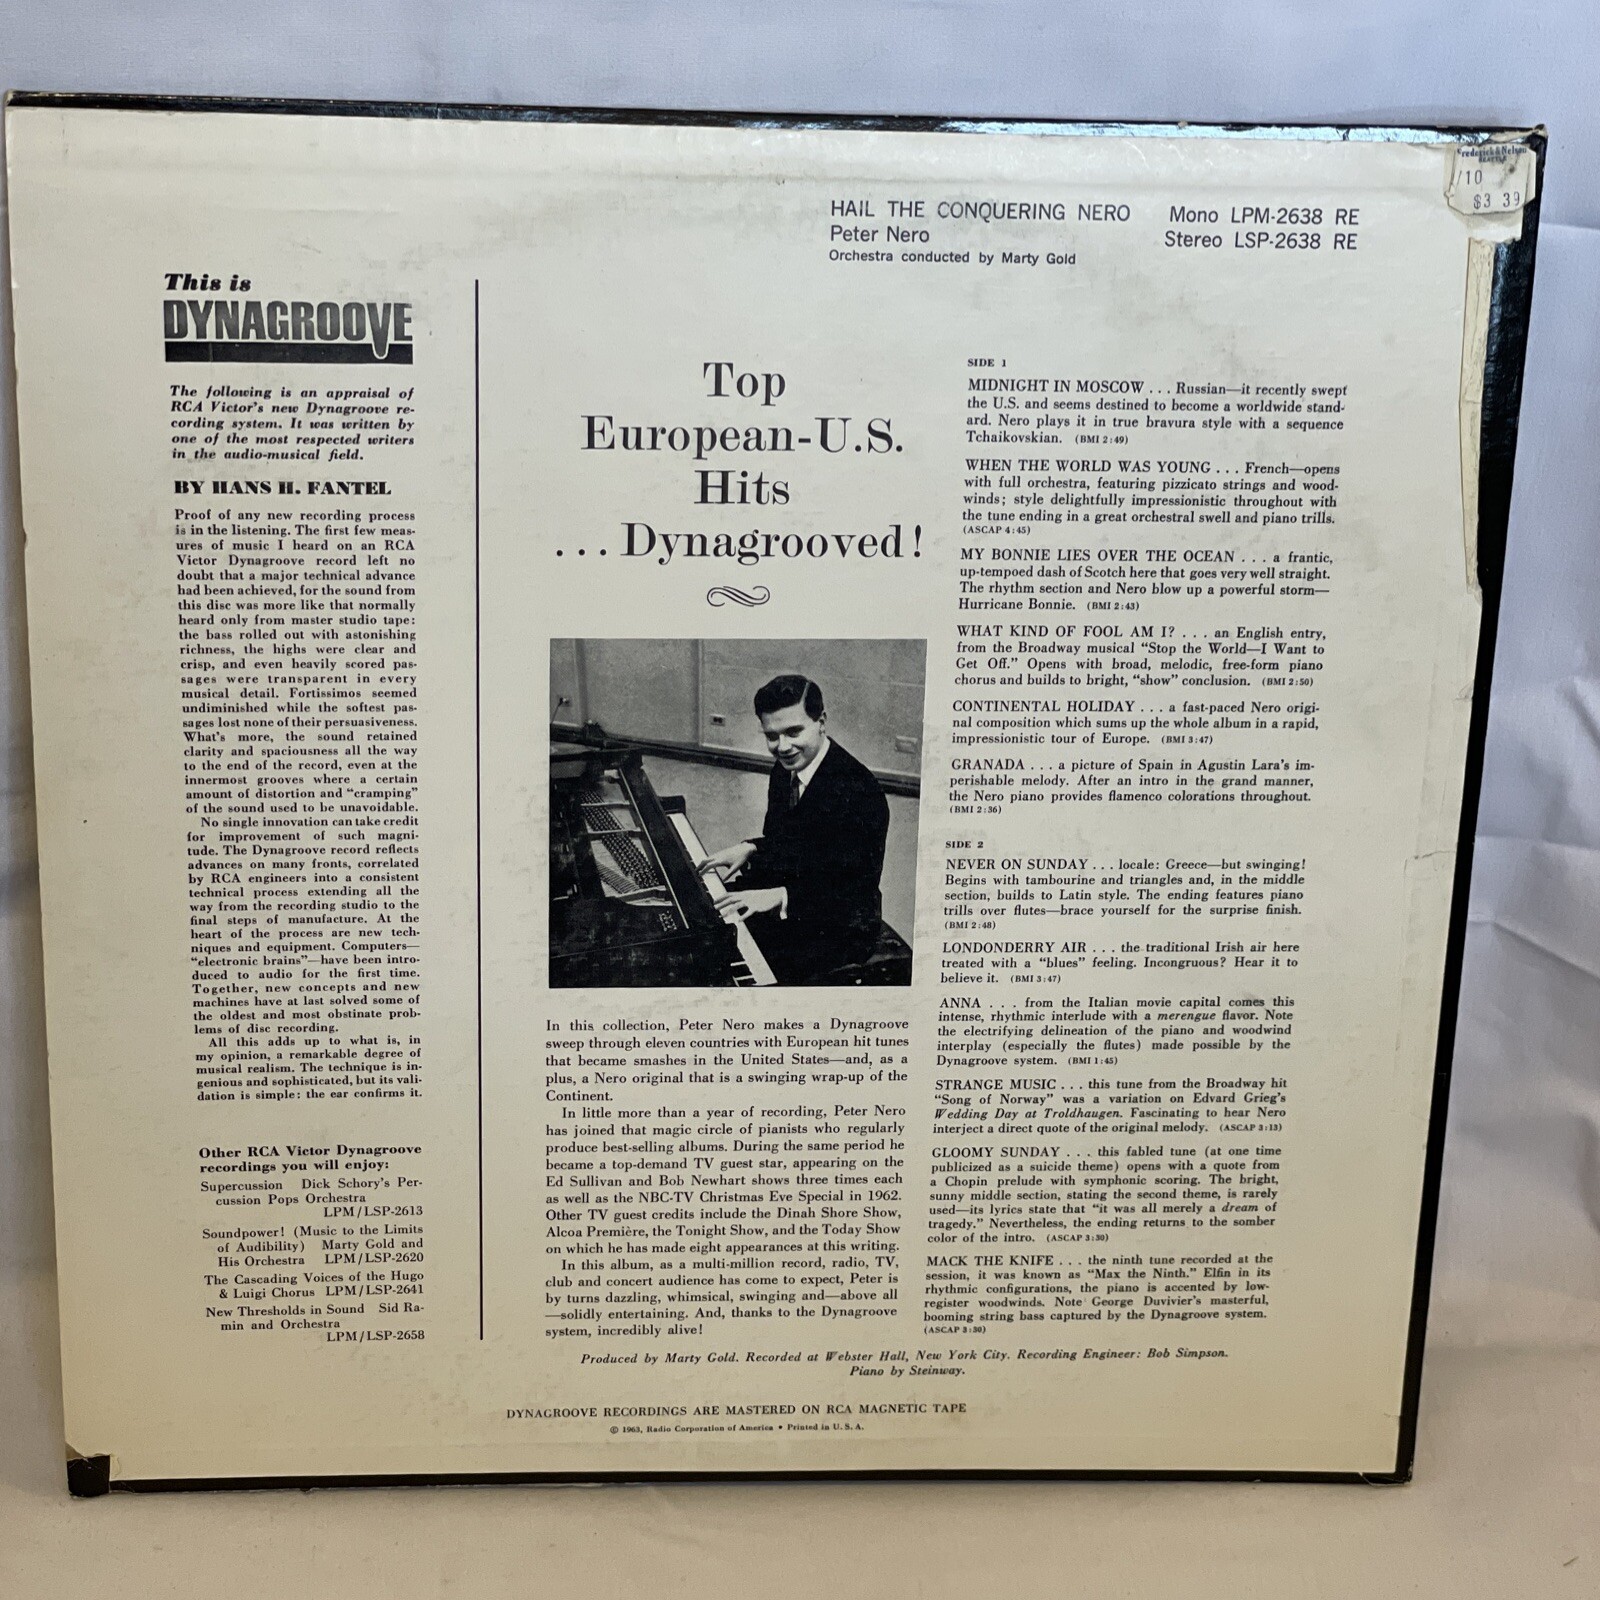 Frederick & Nelson
SEATTLE
/10
$3 39
HAIL THE CONQUERING NERO
Peter Nero
Orchestra conducted by Marty Gold
Mono LPM-2638 RE
Stereo LSP-2638 RE
This is
DYNAGROOVE
The following is an appraisal of
RCA Victor's new Dynagroove re-
cording system. It was written by
one of the most respected writers
in the audio-musical field.
BY HANS H. FANTEL
Proof of any new recording process
is in the listening. The first few meas-
ures of music I heard on an RCA
Victor Dynagroove record left no
doubt that a major technical advance
had been achieved, for the sound from
this disc was more like that normally
heard only from master studio tape:
the bass rolled out with astonishing
richness, the highs were clear and
crisp, and even heavily scored pas-
sages were transparent in every
musical detail. Fortissimos seemed
undiminished while the softest pas-
sages lost none of their persuasiveness.
What's more, the sound retained
clarity and spaciousness all the way
to the end of the record, even at the
innermost grooves where a certain
amount of distortion and "cramping"
of the sound used to be unavoidable.
No single innovation can take credit
for improvement of such magni-
tude. The Dynagroove record reflects
advances on many fronts, correlated
by RCA engineers into a consistent
technical process extending all the
way from the recording studio to the
final steps of manufacture. At the
heart of the process are new tech-
niques and equipment. Computers—
"electronic brains"—have been intro-
duced to audio for the first time.
Together, new concepts and new
machines have at last solved some of
the oldest and most obstinate prob-
lems of disc recording.
All this adds up to what is, in
my opinion, a remarkable degree of
musical realism. The technique is in-
genious and sophisticated, but its vali-
dation is simple: the ear confirms it.
Other RCA Victor Dynagroove
recordings you will enjoy:
Supercussion Dick Schory's Per-
cussion Pops Orchestra
LPM/LSP-2613
Soundpower! (Music to the Limits
of Audibility) Marty Gold and
His Orchestra LPM/LSP-2620
The Cascading Voices of the Hugo
& Luigi Chorus LPM/LSP-2641
New Thresholds in Sound Sid Ra-
min and Orchestra
LPM/LSP-2658
Top
European-U.S.
Hits
...Dynagrooved!
In this collection, Peter Nero makes a Dynagroove
sweep through eleven countries with European hit tunes
that became smashes in the United States—and, as a
plus, a Nero original that is a swinging wrap-up of the
Continent.
In little more than a year of recording, Peter Nero
has joined that magic circle of pianists who regularly
produce best-selling albums. During the same period he
became a top-demand TV guest star, appearing on the
Ed Sullivan and Bob Newhart shows three times each
as well as the NBC-TV Christmas Eve Special in 1962.
Other TV guest credits include the Dinah Shore Show,
Alcoa Première, the Tonight Show, and the Today Show
on which he has made eight appearances at this writing.
In this album, as a multi-million record, radio, TV,
club and concert audience has come to expect, Peter is
by turns dazzling, whimsical, swinging and—above all
—solidly entertaining. And, thanks to the Dynagroove
system, incredibly alive!
SIDE 1
MIDNIGHT IN MOSCOW . . . Russian—it recently swept
the U.S. and seems destined to become a worldwide stand-
ard. Nero plays it in true bravura style with a sequence
Tchaikovskian. (BMI 2:49)
WHEN THE WORLD WAS YOUNG . . . French—opens
with full orchestra, featuring pizzicato strings and wood-
winds; style delightfully impressionistic throughout with
the tune ending in a great orchestral swell and piano trills.
(ASCAP 4:45)
MY BONNIE LIES OVER THE OCEAN . . . a frantic,
up-tempoed dash of Scotch here that goes very well straight.
The rhythm section and Nero blow up a powerful storm—
Hurricane Bonnie. (BMI 2:43)
WHAT KIND OF FOOL AM I? . . . an English entry,
from the Broadway musical "Stop the World—I Want to
Get Off." Opens with broad, melodic, free-form piano
chorus and builds to bright, "show" conclusion. (BMI 2:50)
CONTINENTAL HOLIDAY . . . a fast-paced Nero origi-
nal composition which sums up the whole album in a rapid,
impressionistic tour of Europe. (BMI 3:47)
GRANADA . . . a picture of Spain in Agustin Lara's im-
perishable melody. After an intro in the grand manner,
the Nero piano provides flamenco colorations throughout.
(BMI 2:36)
SIDE 2
NEVER ON SUNDAY . . . locale: Greece—but swinging!
Begins with tambourine and triangles and, in the middle
section, builds to Latin style. The ending features piano
trills over flutes—brace yourself for the surprise finish.
(BMI 2:48)
LONDONDERRY AIR . . . the traditional Irish air here
treated with a "blues" feeling. Incongruous? Hear it to
believe it. (BMI 3:47)
ANNA . . . from the Italian movie capital comes this
intense, rhythmic interlude with a merengue flavor. Note
the electrifying delineation of the piano and woodwind
interplay (especially the flutes) made possible by the
Dynagroove system. (BMI 1:45)
STRANGE MUSIC . . . this tune from the Broadway hit
"Song of Norway" was a variation on Edvard Grieg's
Wedding Day at Troldhaugen. Fascinating to hear Nero
interject a direct quote of the original melody. (ASCAP 3:13)
GLOOMY SUNDAY . . . this fabled tune (at one time
publicized as a suicide theme) opens with a quote from
a Chopin prelude with symphonic scoring. The bright,
sunny middle section, stating the second theme, is rarely
used—its lyrics state that "it was all merely a dream of
tragedy." Nevertheless, the ending returns to the somber
color of the intro. (ASCAP 3:30)
MACK THE KNIFE . . . the ninth tune recorded at the
session, it was known as "Max the Ninth." Elfin in its
rhythmic configurations, the piano is accented by low-
register woodwinds. Note George Duvivier's masterful,
booming string bass captured by the Dynagroove system.
(ASCAP 3:30)
Produced by Marty Gold. Recorded at Webster Hall, New York City. Recording Engineer: Bob Simpson.
Piano by Steinway.
DYNAGROOVE RECORDINGS ARE MASTERED ON RCA MAGNETIC TAPE
© 1963, Radio Corporation of America • Printed in U. S. A.